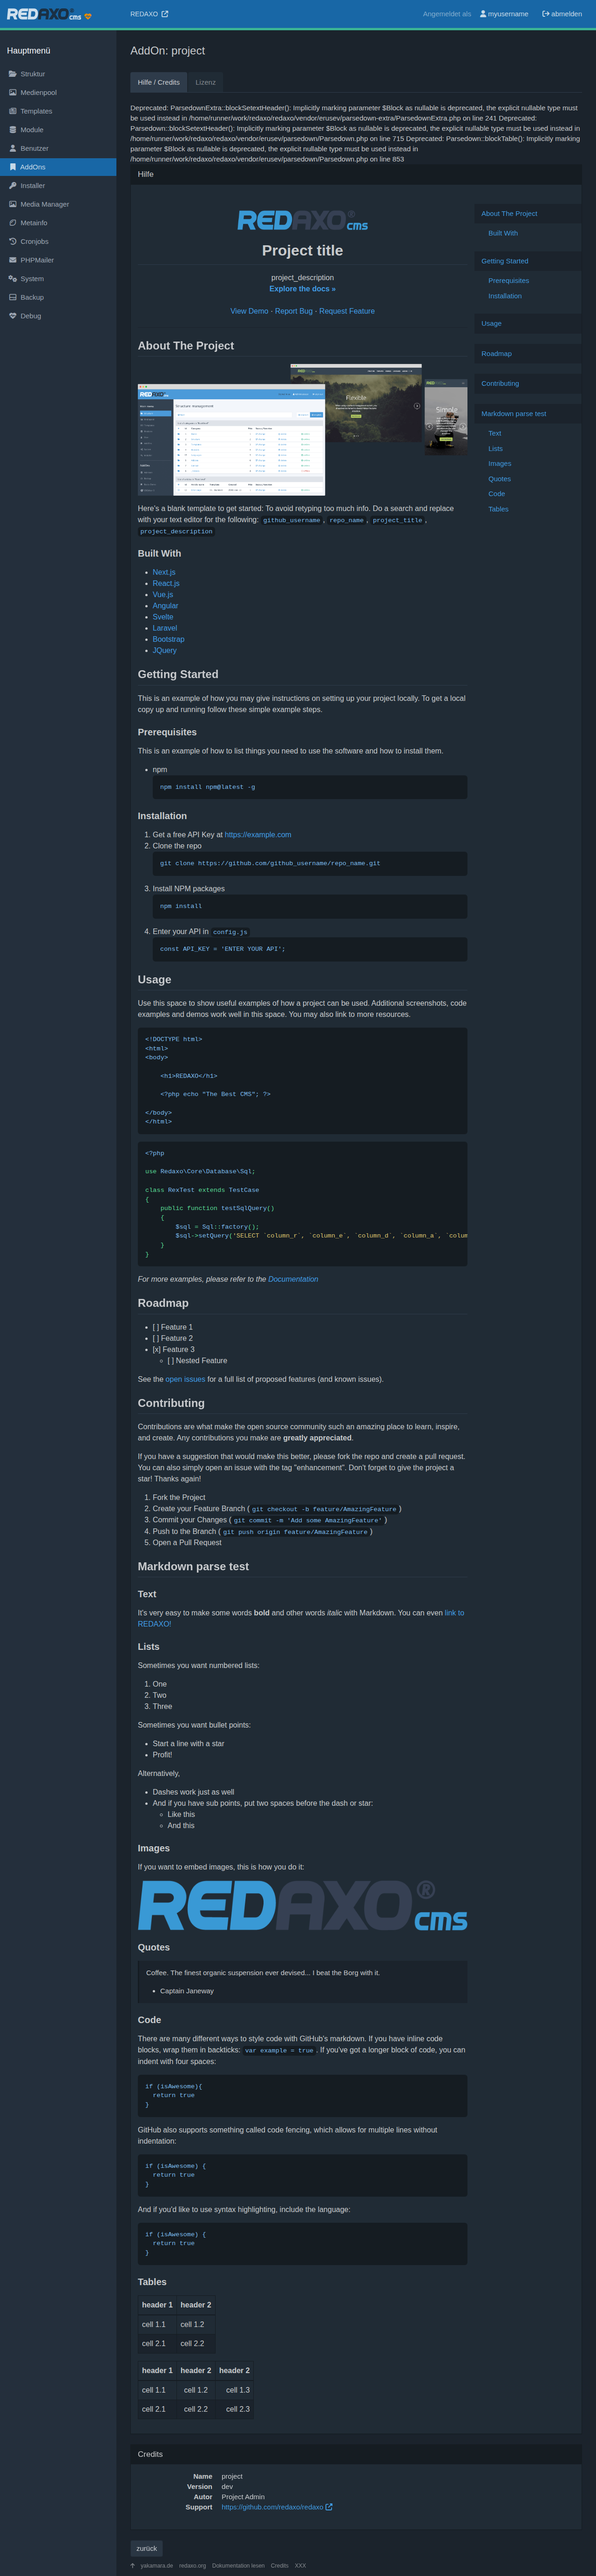 REDAXO cms
REDAXO
Angemeldet als myusername abmelden
Hauptmenü
Struktur
Medienpool
Templates
Module
Benutzer
AddOns
Installer
Media Manager
Metainfo
Cronjobs
PHPMailer
System
Backup
Debug
AddOn: project
Hilfe / Credits Lizenz
Deprecated: ParsedownExtra::blockSetextHeader(): Implicitly marking parameter $Block as nullable is deprecated, the explicit nullable type must
be used instead in /home/runner/work/redaxo/redaxo/vendor/erusev/parsedown-extra/ParsedownExtra.php on line 241 Deprecated:
Parsedown::blockSetextHeader(): Implicitly marking parameter $Block as nullable is deprecated, the explicit nullable type must be used instead in
/home/runner/work/redaxo/redaxo/vendor/erusev/parsedown/Parsedown.php on line 715 Deprecated: Parsedown::blockTable(): Implicitly marking
parameter $Block as nullable is deprecated, the explicit nullable type must be used instead in
/home/runner/work/redaxo/redaxo/vendor/erusev/parsedown/Parsedown.php on line 853
Hilfe
REDAXO® cms
Project title
project_description
Explore the docs »
View Demo · Report Bug · Request Feature
About The Project
Flexible
Simple
Here's a blank template to get started: To avoid retyping too much info. Do a search and replace
with your text editor for the following: github_username , repo_name , project_title ,
project_description
Built With
Next.js
React.js
Vue.js
Angular
Svelte
Laravel
Bootstrap
JQuery
Getting Started
This is an example of how you may give instructions on setting up your project locally. To get a local
copy up and running follow these simple example steps.
Prerequisites
This is an example of how to list things you need to use the software and how to install them.
npm
npm install npm@latest -g
Installation
1. Get a free API Key at https://example.com
2. Clone the repo
git clone https://github.com/github_username/repo_name.git
3. Install NPM packages
npm install
4. Enter your API in config.js
const API_KEY = 'ENTER YOUR API';
Usage
Use this space to show useful examples of how a project can be used. Additional screenshots, code
examples and demos work well in this space. You may also link to more resources.
<!DOCTYPE html>
<html>
<body>
<h1>REDAXO</h1>
<?php echo "The Best CMS"; ?>
</body>
</html>
<?php
use Redaxo\Core\Database\Sql;
class RexTest extends TestCase
{
public function testSqlQuery()
{
$sql = Sql::factory();
$sql->setQuery('SELECT `column_r`, `column_e`, `column_d`, `column_a`, `colum
}
}
For more examples, please refer to the Documentation
Roadmap
[ ] Feature 1
[ ] Feature 2
[x] Feature 3
[ ] Nested Feature
See the open issues for a full list of proposed features (and known issues).
Contributing
Contributions are what make the open source community such an amazing place to learn, inspire,
and create. Any contributions you make are greatly appreciated.
If you have a suggestion that would make this better, please fork the repo and create a pull request.
You can also simply open an issue with the tag "enhancement". Don't forget to give the project a
star! Thanks again!
1. Fork the Project
2. Create your Feature Branch ( git checkout -b feature/AmazingFeature )
3. Commit your Changes ( git commit -m 'Add some AmazingFeature' )
4. Push to the Branch ( git push origin feature/AmazingFeature )
5. Open a Pull Request
Markdown parse test
Text
It's very easy to make some words bold and other words italic with Markdown. You can even link to
REDAXO!
Lists
Sometimes you want numbered lists:
1. One
2. Two
3. Three
Sometimes you want bullet points:
Start a line with a star
Profit!
Alternatively,
Dashes work just as well
And if you have sub points, put two spaces before the dash or star:
Like this
And this
Images
If you want to embed images, this is how you do it:
REDAXO® cms
Quotes
Coffee. The finest organic suspension ever devised... I beat the Borg with it.
Captain Janeway
Code
There are many different ways to style code with GitHub's markdown. If you have inline code
blocks, wrap them in backticks: var example = true . If you've got a longer block of code, you can
indent with four spaces:
if (isAwesome){
return true
}
GitHub also supports something called code fencing, which allows for multiple lines without
indentation:
if (isAwesome) {
return true
}
And if you'd like to use syntax highlighting, include the language:
if (isAwesome) {
return true
}
Tables
header 1 header 2
cell 1.1 cell 1.2
cell 2.1 cell 2.2
header 1 header 2 header 2
cell 1.1 cell 1.2 cell 1.3
cell 2.1 cell 2.2 cell 2.3
About The Project
Built With
Getting Started
Prerequisites
Installation
Usage
Roadmap
Contributing
Markdown parse test
Text
Lists
Images
Quotes
Code
Tables
Credits
Name project
Version dev
Autor Project Admin
Support https://github.com/redaxo/redaxo
zurück
yakamara.de redaxo.org Dokumentation lesen Credits XXX